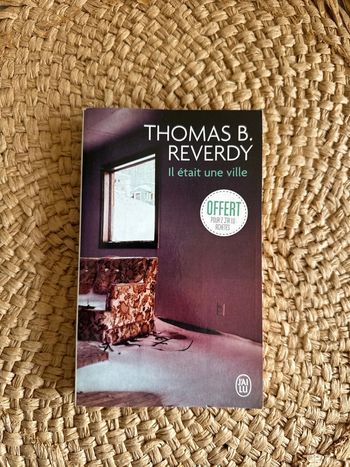 THOMAS B.
REVERDY
Il était une ville
OFFERT
POUR 2 J'AI LU
ACHETÉS
J'AI
LU